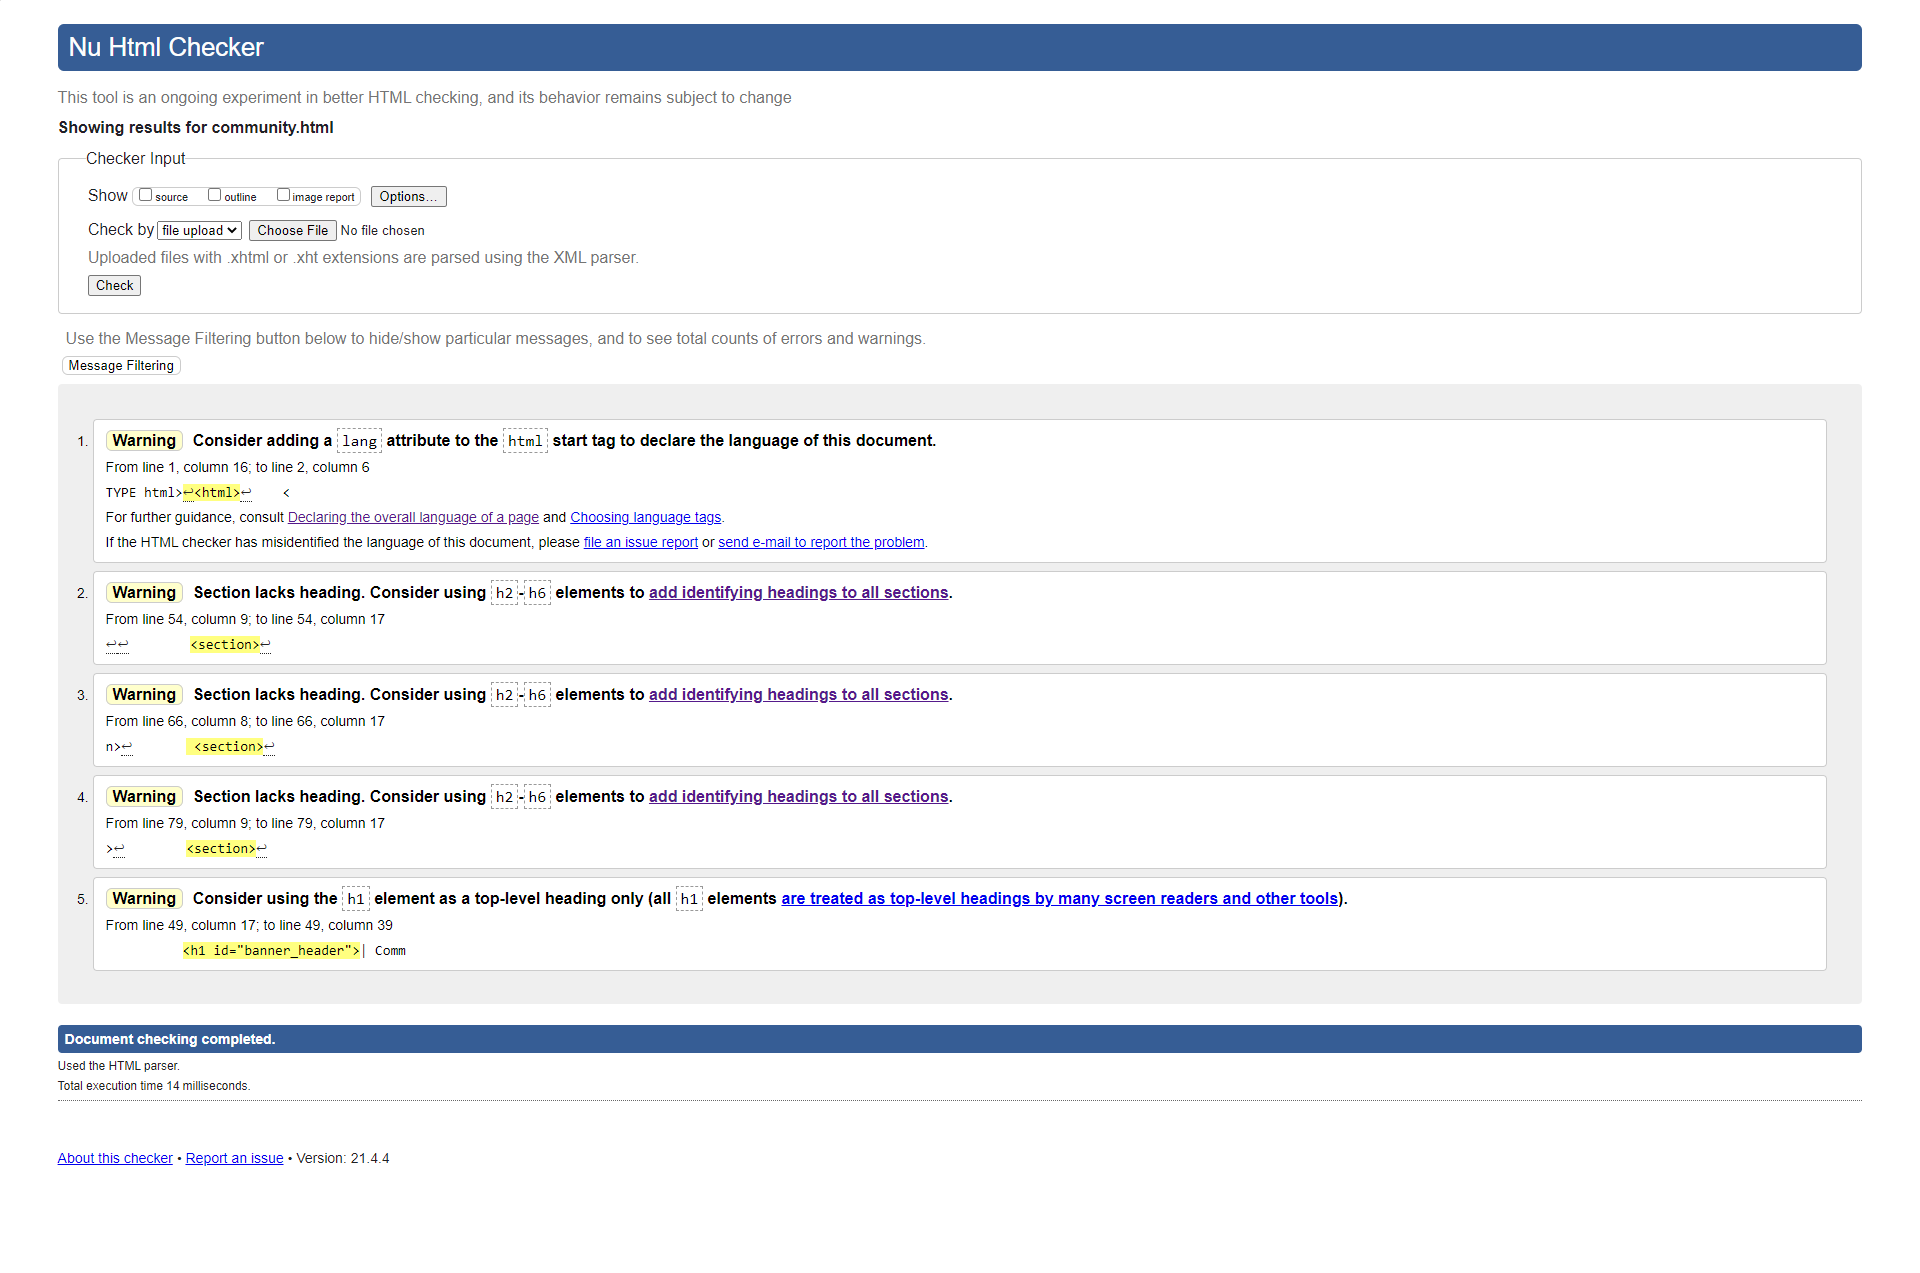 Nu Html Checker
This tool is an ongoing experiment in better HTML checking, and its behavior remains subject to change
Showing results for community.html
Checker Input
Show source outline image report Options...
Check by file upload Choose File No file chosen
Uploaded files with .xhtml or .xht extensions are parsed using the XML parser.
Check
Use the Message Filtering button below to hide/show particular messages, and to see total counts of errors and warnings.
Message Filtering
1. Warning Consider adding a lang attribute to the html start tag to declare the language of this document.
From line 1, column 16; to line 2, column 6
TYPE html>↩<html>↩    <
For further guidance, consult Declaring the overall language of a page and Choosing language tags.
If the HTML checker has misidentified the language of this document, please file an issue report or send e-mail to report the problem.
2. Warning Section lacks heading. Consider using h2-h6 elements to add identifying headings to all sections.
From line 54, column 9; to line 54, column 17
↩↩        <section>↩
3. Warning Section lacks heading. Consider using h2-h6 elements to add identifying headings to all sections.
From line 66, column 8; to line 66, column 17
n>↩        <section>↩
4. Warning Section lacks heading. Consider using h2-h6 elements to add identifying headings to all sections.
From line 79, column 9; to line 79, column 17
>↩        <section>↩
5. Warning Consider using the h1 element as a top-level heading only (all h1 elements are treated as top-level headings by many screen readers and other tools).
From line 49, column 17; to line 49, column 39
<h1 id="banner_header">| Comm
Document checking completed.
Used the HTML parser.
Total execution time 14 milliseconds.
About this checker • Report an issue • Version: 21.4.4